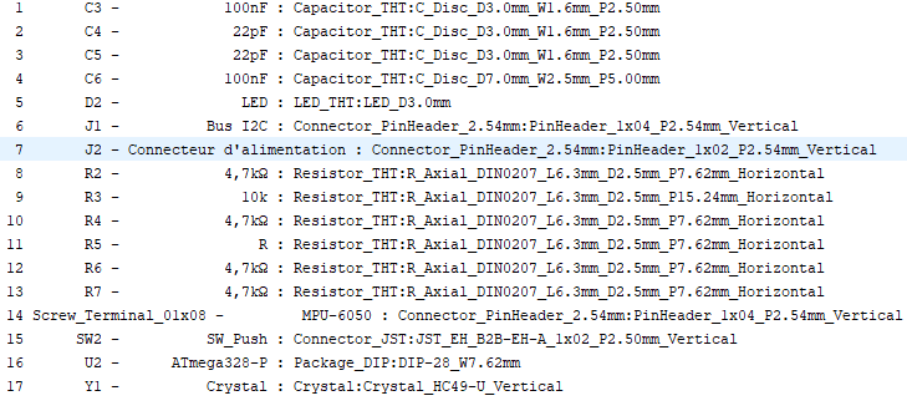 1 C3 - 100nF : Capacitor_THT:C_Disc_D3.0mm_W1.6mm_P2.50mm
2 C4 - 22pF : Capacitor_THT:C_Disc_D3.0mm_W1.6mm_P2.50mm
3 C5 - 22pF : Capacitor_THT:C_Disc_D3.0mm_W1.6mm_P2.50mm
4 C6 - 100nF : Capacitor_THT:C_Disc_D7.0mm_W2.5mm_P5.00mm
5 D2 - LED : LED_THT:LED_D3.0mm
6 J1 - Bus I2C : Connector_PinHeader_2.54mm:PinHeader_1x04_P2.54mm_Vertical
7 J2 - Connecteur d'alimentation : Connector_PinHeader_2.54mm:PinHeader_1x02_P2.54mm_Vertical
8 R2 - 4,7kΩ : Resistor_THT:R_Axial_DIN0207_L6.3mm_D2.5mm_P7.62mm_Horizontal
9 R3 - 10k : Resistor_THT:R_Axial_DIN0207_L6.3mm_D2.5mm_P15.24mm_Horizontal
10 R4 - 4,7kΩ : Resistor_THT:R_Axial_DIN0207_L6.3mm_D2.5mm_P7.62mm_Horizontal
11 R5 - R : Resistor_THT:R_Axial_DIN0207_L6.3mm_D2.5mm_P7.62mm_Horizontal
12 R6 - 4,7kΩ : Resistor_THT:R_Axial_DIN0207_L6.3mm_D2.5mm_P7.62mm_Horizontal
13 R7 - 4,7kΩ : Resistor_THT:R_Axial_DIN0207_L6.3mm_D2.5mm_P7.62mm_Horizontal
14 Screw_Terminal_01x08 - MPU-6050 : Connector_PinHeader_2.54mm:PinHeader_1x04_P2.54mm_Vertical
15 SW2 - SW_Push : Connector_JST:JST_EH_B2B-EH-A_1x02_P2.50mm_Vertical
16 U2 - ATmega328-P : Package_DIP:DIP-28_W7.62mm
17 Y1 - Crystal : Crystal:Crystal_HC49-U_Vertical